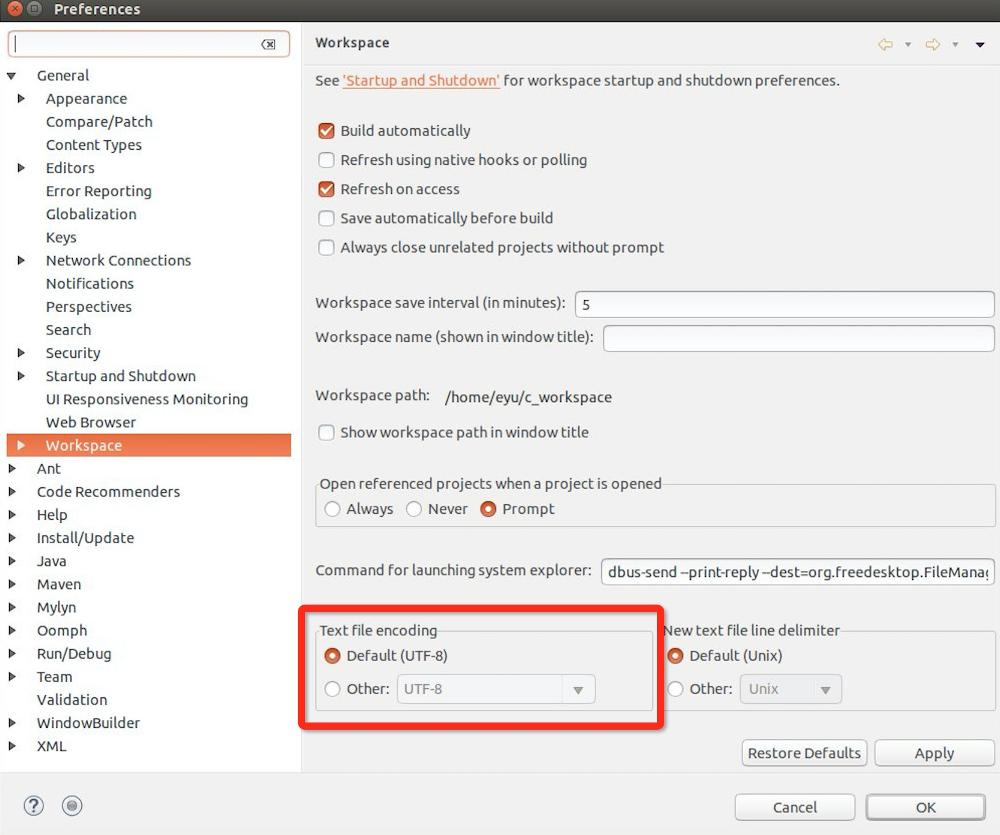 Preferences
Workspace
See 'Startup and Shutdown' for workspace startup and shutdown preferences.
General
Appearance
Compare/Patch
Content Types
Editors
Error Reporting
Globalization
Keys
Network Connections
Notifications
Perspectives
Search
Security
Startup and Shutdown
UI Responsiveness Monitoring
Web Browser
Workspace
Ant
Code Recommenders
Help
Install/Update
Java
Maven
Mylyn
Oomph
Run/Debug
Team
Validation
WindowBuilder
XML
Build automatically
Refresh using native hooks or polling
Refresh on access
Save automatically before build
Always close unrelated projects without prompt
Workspace save interval (in minutes): 5
Workspace name (shown in window title):
Workspace path: /home/eyu/c_workspace
Show workspace path in window title
Open referenced projects when a project is opened
Always Never Prompt
Command for launching system explorer: dbus-send --print-reply --dest=org.freedesktop.FileManag
Text file encoding
Default (UTF-8)
Other: UTF-8
New text file line delimiter
Default (Unix)
Other: Unix
Restore Defaults Apply
? Cancel OK